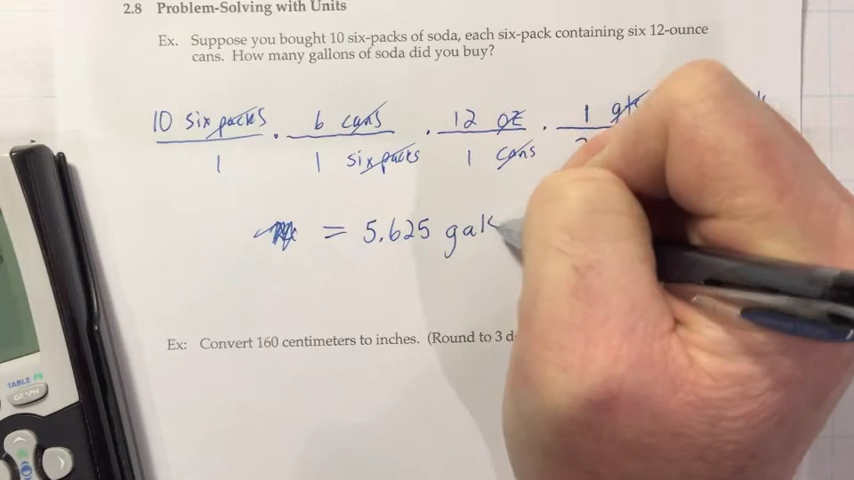 2.8 Problem-Solving with Units
Ex. Suppose you bought 10 six-packs of soda, each six-pack containing six 12-ounce
cans. How many gallons of soda did you buy?
10 six packs · 6 cans · 12 oz · 1
1 1 six packs 1 cans
= 5.625 gal
Ex: Convert 160 centimeters to inches. (Round to 3
TABLE F5
GRAPH